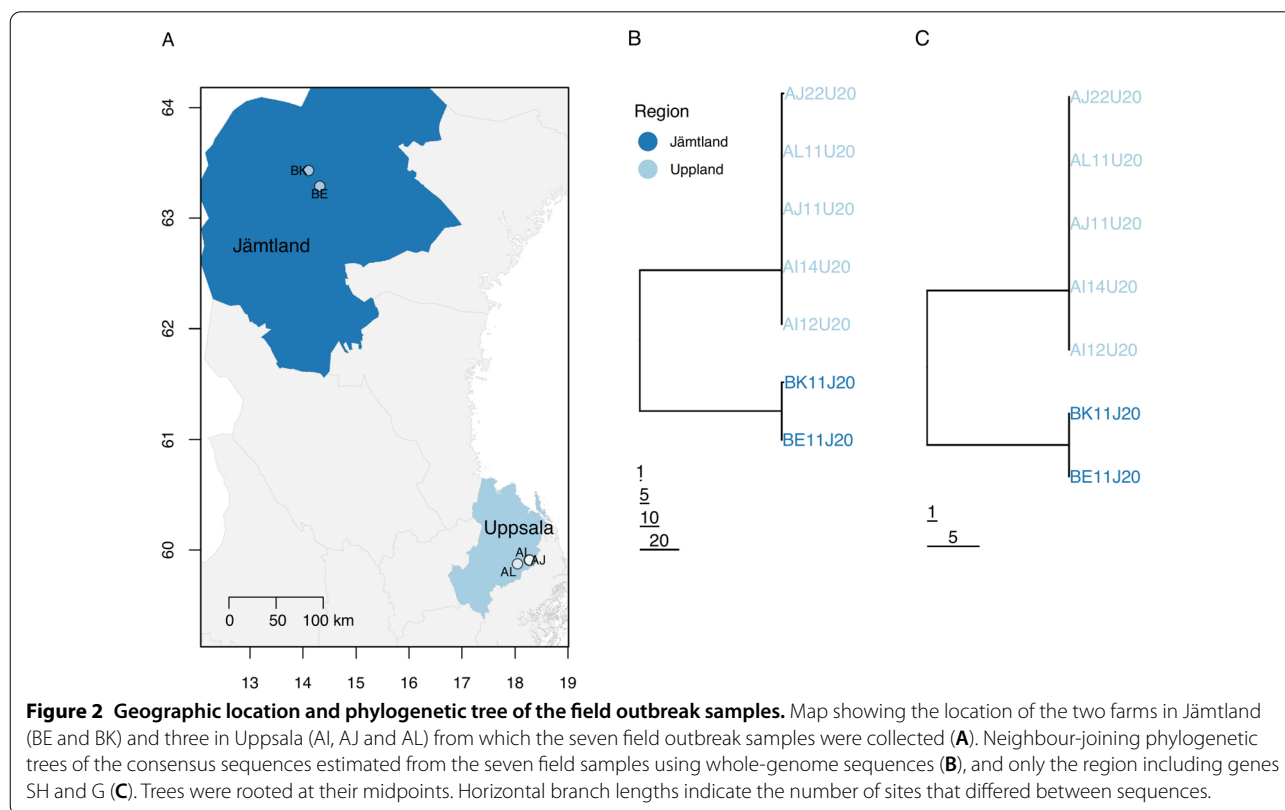 A
B
C
64
63
62
61
60
13 14 15 16 17 18 19
BK
BE
Jämtland
Uppsala
AJ
AL
0 50 100 km
Region
Jämtland
Uppland
AJ22U20
AL11U20
AJ11U20
AI14U20
AI12U20
BK11J20
BE11J20
1
5
10
20
AJ22U20
AL11U20
AJ11U20
AI14U20
AI12U20
BK11J20
BE11J20
1
5
Figure 2 Geographic location and phylogenetic tree of the field outbreak samples. Map showing the location of the two farms in Jämtland
(BE and BK) and three in Uppsala (AI, AJ and AL) from which the seven field outbreak samples were collected (A). Neighbour-joining phylogenetic
trees of the consensus sequences estimated from the seven field samples using whole-genome sequences (B), and only the region including genes
SH and G (C). Trees were rooted at their midpoints. Horizontal branch lengths indicate the number of sites that differed between sequences.